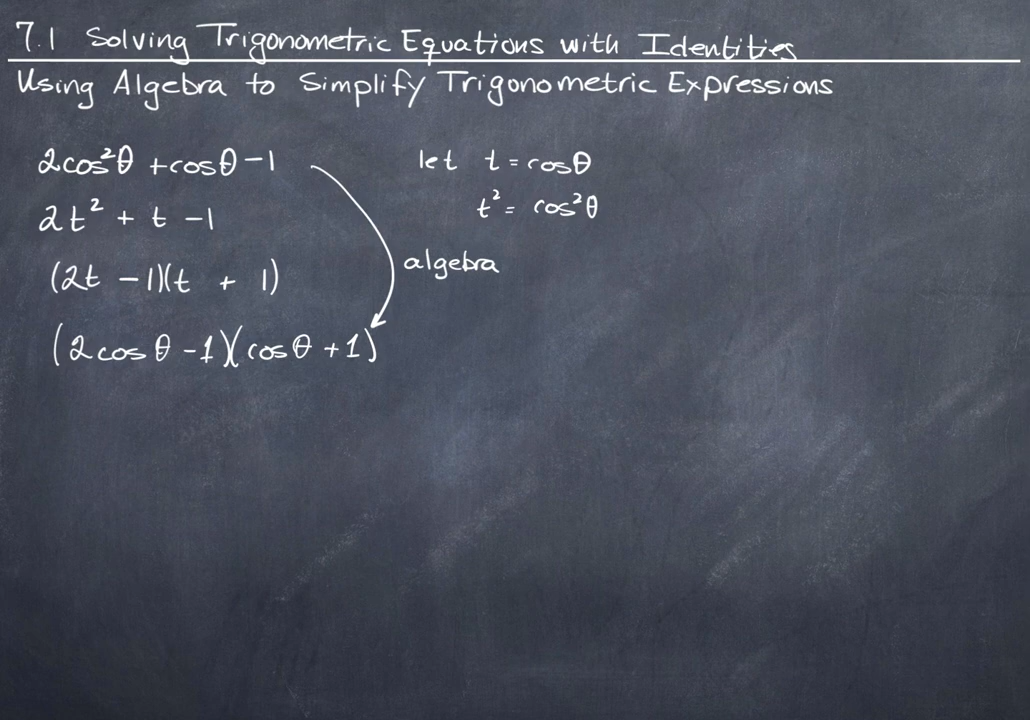 7.1 Solving Trigonometric Equations with Identities
Using Algebra to Simplify Trigonometric Expressions
2cos²θ +cosθ-1
let t = cosθ
2t² + t -1
t² = cos²θ
(2t -1)(t + 1)
algebra
(2cos θ -1)(cosθ +1)